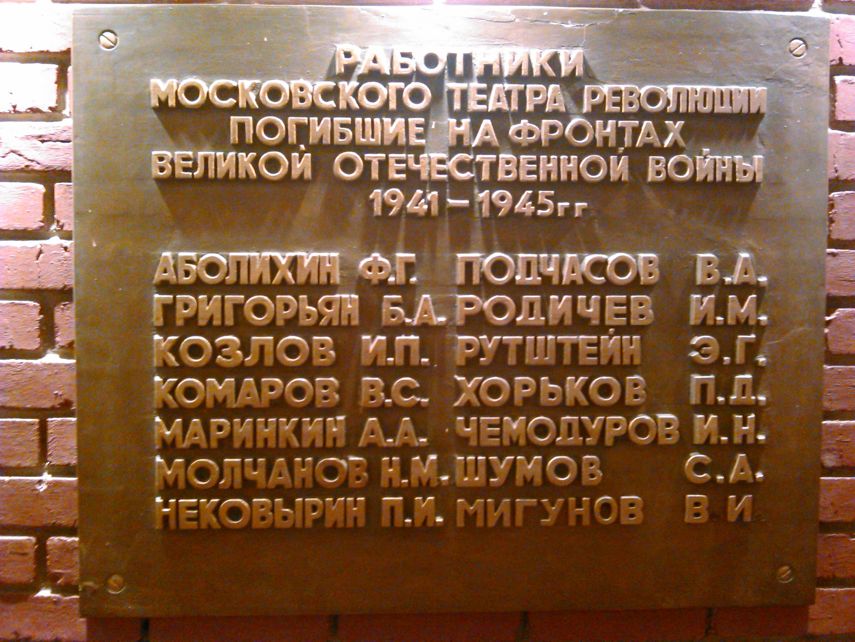 РАБОТНИКИ
МОСКОВСКОГО ТЕАТРА РЕВОЛЮЦИИ
ПОГИБШИЕ НА ФРОНТАХ
ВЕЛИКОЙ ОТЕЧЕСТВЕННОЙ ВОЙНЫ
1941 – 1945гг.
АБОЛИХИН Ф.Г. ПОДЧАСОВ В.А.
ГРИГОРЬЯН Б.А. РОДИЧЕВ И.М.
КОЗЛОВ И.П. РУТШТЕЙН Э.Г.
КОМАРОВ В.С. ХОРЬКОВ П.Д.
МАРИНКИН А.А. ЧЕМОДУРОВ И.Н.
МОЛЧАНОВ Н.М. ШУМОВ С.А.
НЕКОВЫРИН П.И. МИГУНОВ В И